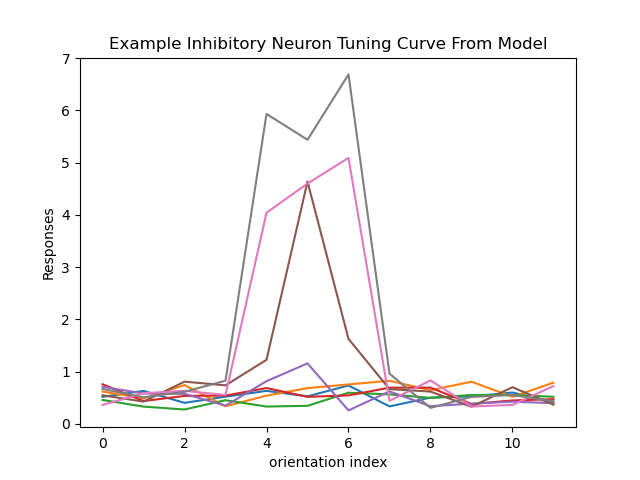 Example Inhibitory Neuron Tuning Curve From Model
7
6
5
4
3
2
1
0
Responses
0 2 4 6 8 10
orientation index